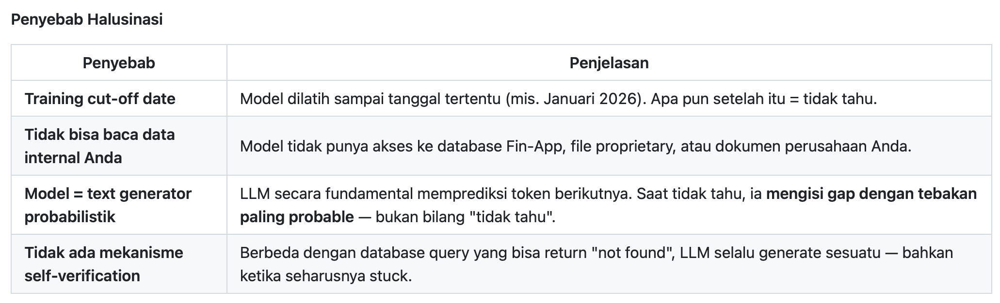 Penyebab Halusinasi
Penyebab
Penjelasan
Training cut-off date
Model dilatih sampai tanggal tertentu (mis. Januari 2026). Apa pun setelah itu = tidak tahu.
Tidak bisa baca data
internal Anda
Model tidak punya akses ke database Fin-App, file proprietary, atau dokumen perusahaan Anda.
Model = text generator
probabilistik
LLM secara fundamental memprediksi token berikutnya. Saat tidak tahu, ia mengisi gap dengan tebakan
paling probable — bukan bilang "tidak tahu".
Tidak ada mekanisme
self-verification
Berbeda dengan database query yang bisa return "not found", LLM selalu generate sesuatu — bahkan
ketika seharusnya stuck.